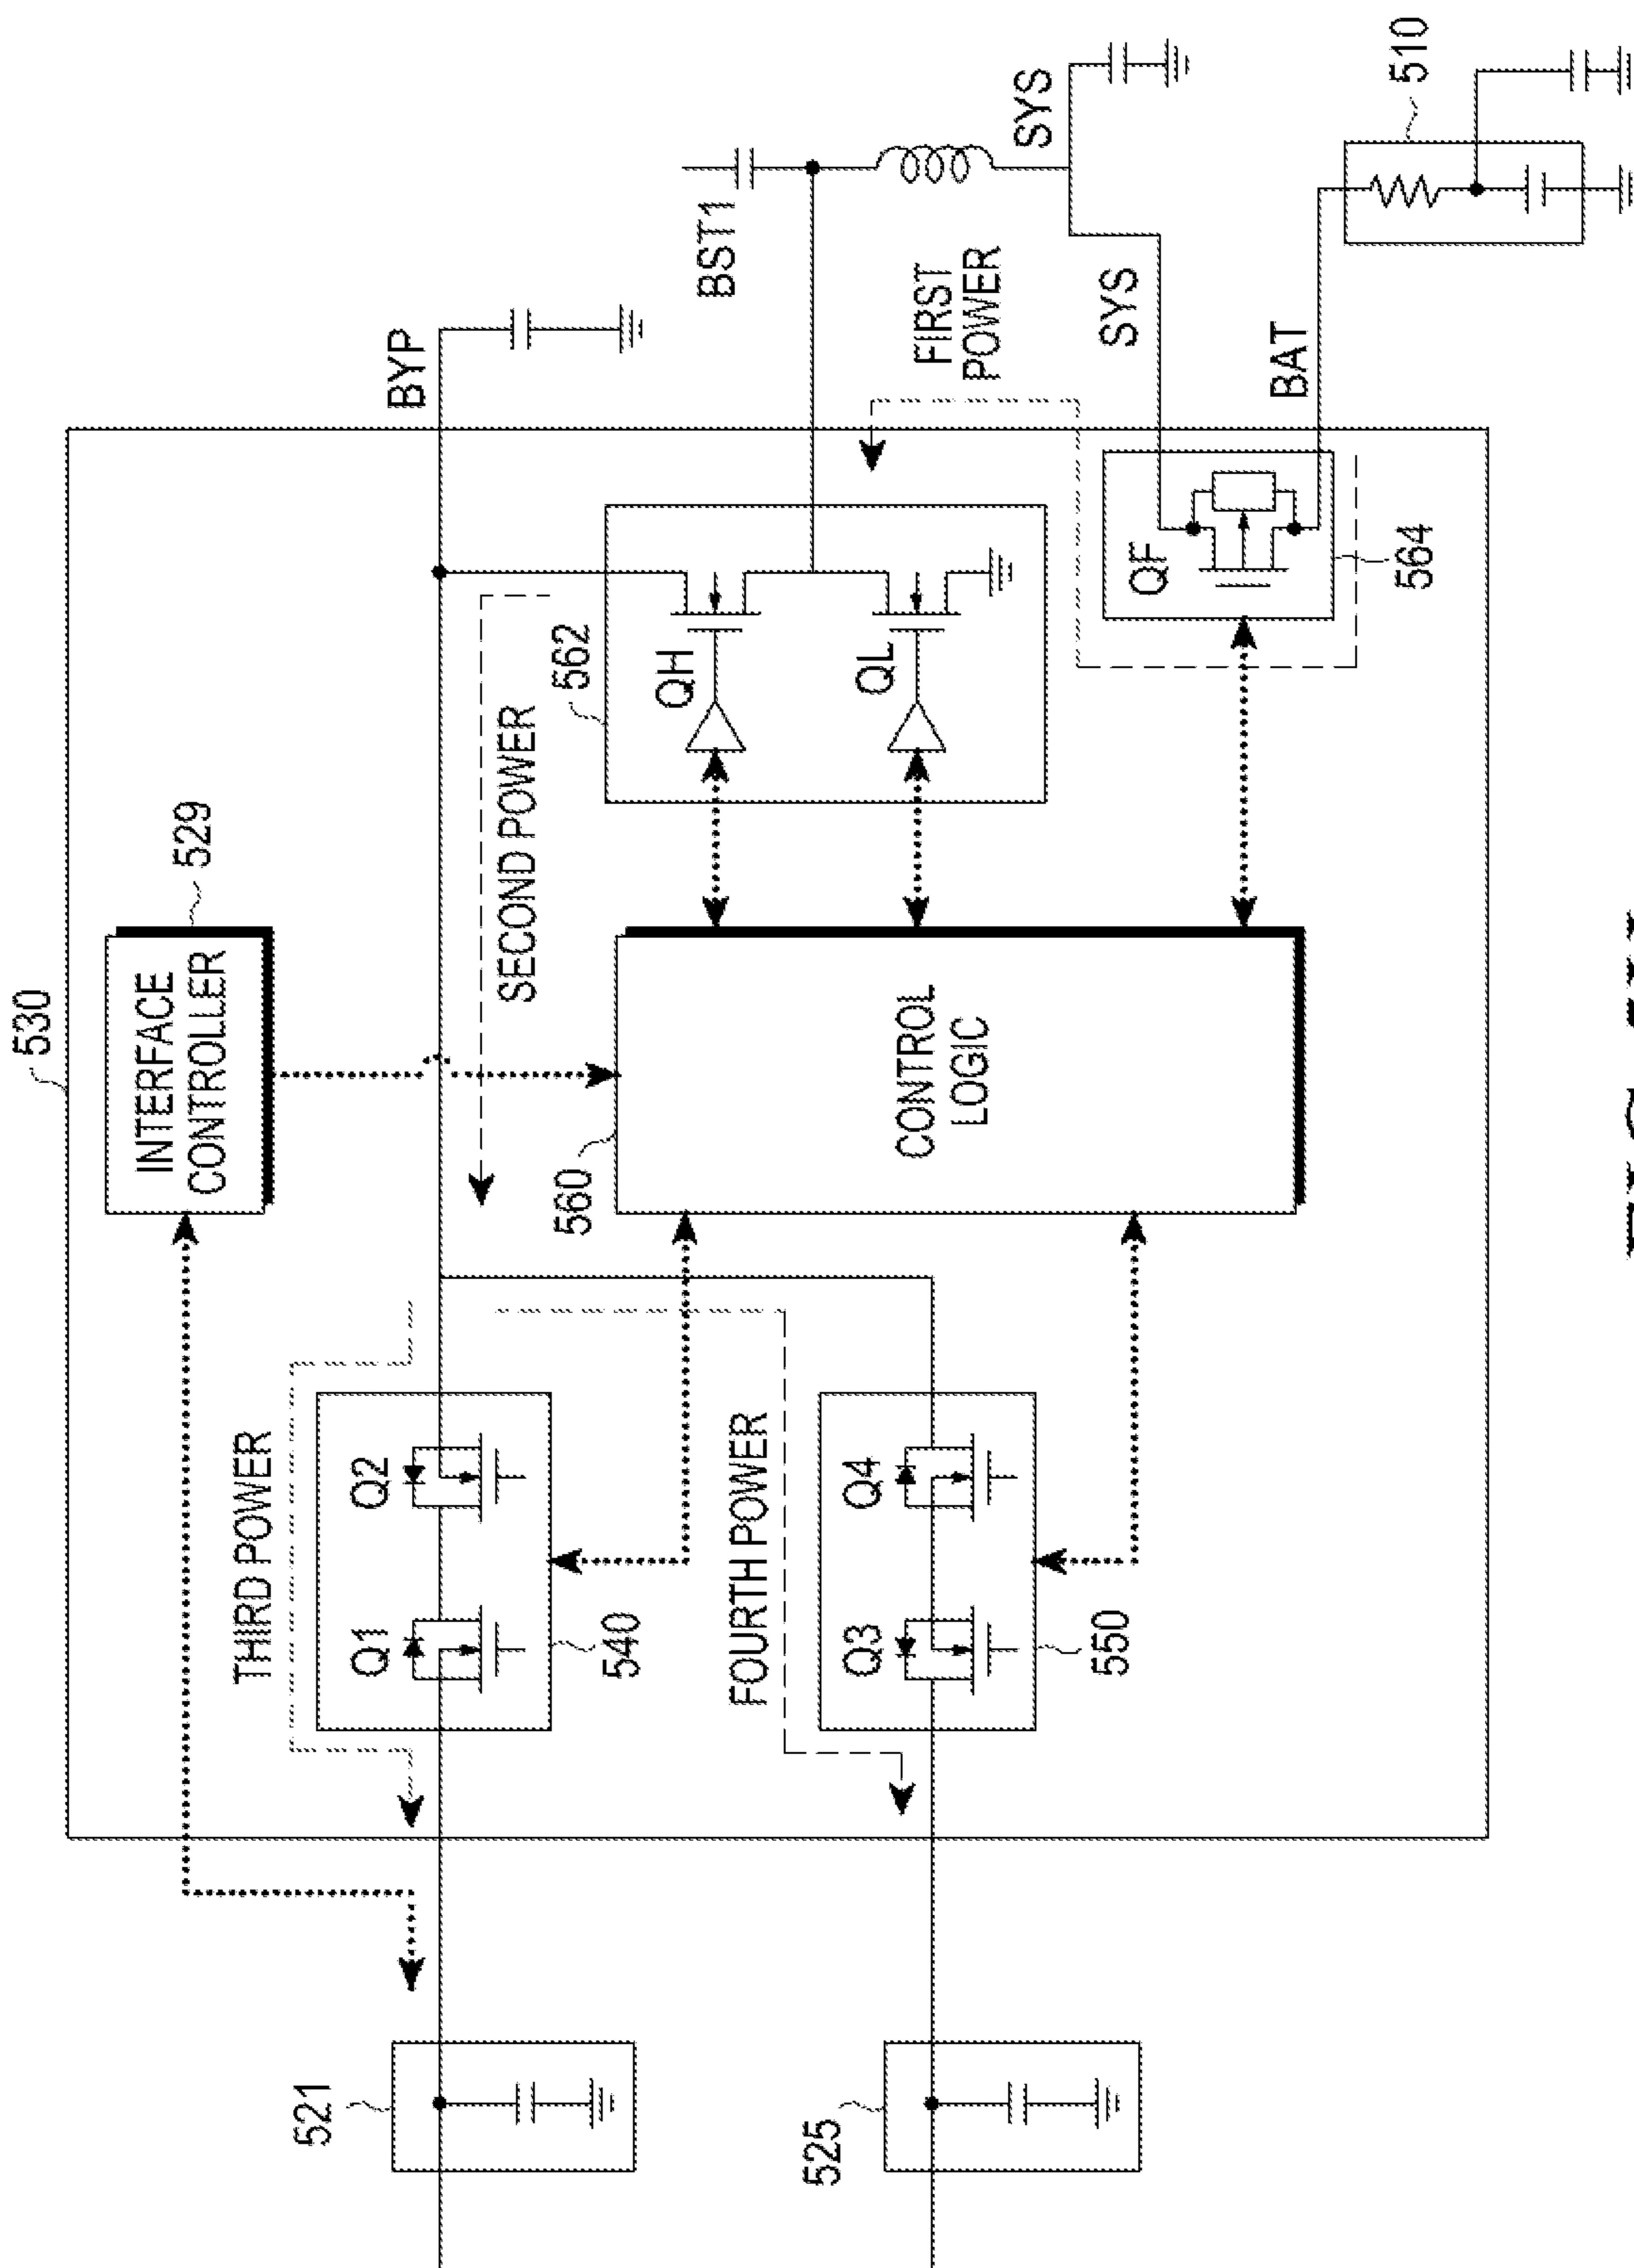 530
INTERFACE
CONTROLLER
529
BYP
BST1
SYS
510
FIRST
POWER
SYS
BAT
SECOND POWER
562
QH
QL
QF
564
560
CONTROL
LOGIC
THIRD POWER
Q1
Q2
540
FOURTH POWER
Q3
Q4
550
521
525